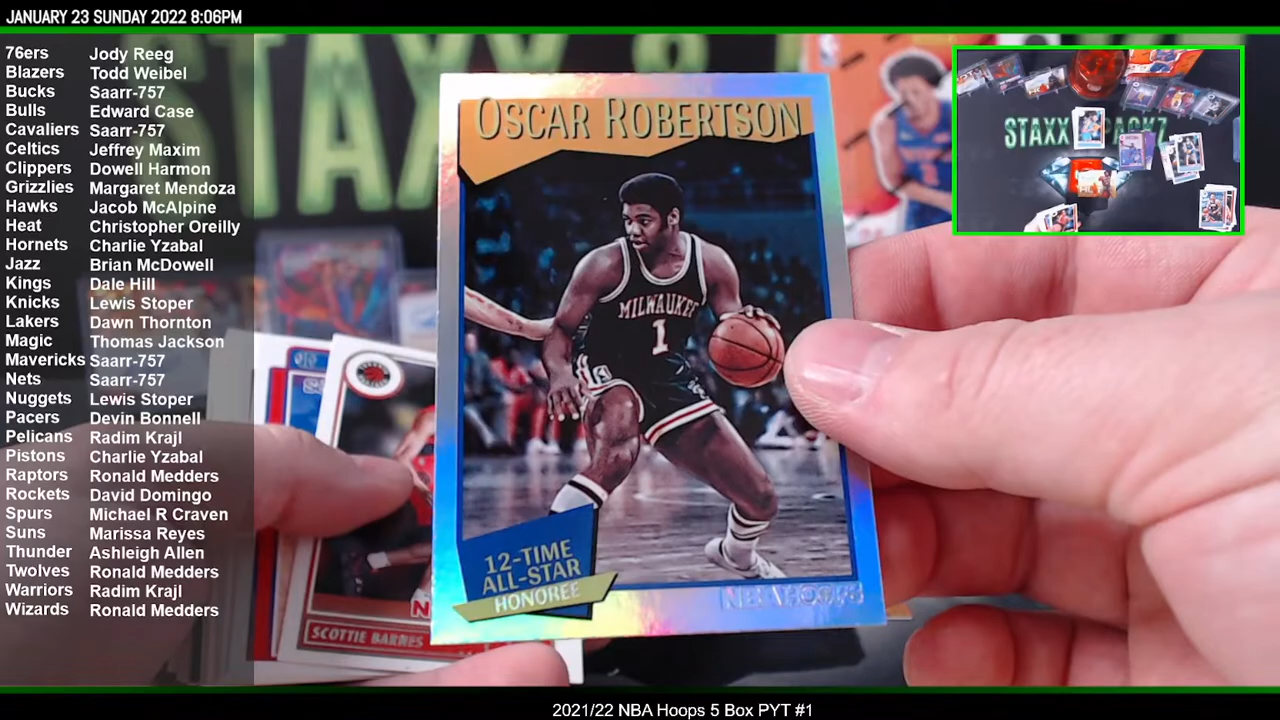 JANUARY 23 SUNDAY 2022 8:06PM
76ers Jody Reeg
Blazers Todd Weibel
Bucks Saarr-757
Bulls Edward Case
Cavaliers Saarr-757
Celtics Jeffrey Maxim
Clippers Dowell Harmon
Grizzlies Margaret Mendoza
Hawks Jacob McAlpine
Heat Christopher Oreilly
Hornets Charlie Yzabal
Jazz Brian McDowell
Kings Dale Hill
Knicks Lewis Stoper
Lakers Dawn Thornton
Magic Thomas Jackson
Mavericks Saarr-757
Nets Saarr-757
Nuggets Lewis Stoper
Pacers Devin Bonnell
Pelicans Radim Krajl
Pistons Charlie Yzabal
Raptors Ronald Medders
Rockets David Domingo
Spurs Michael R Craven
Suns Marissa Reyes
Thunder Ashleigh Allen
Twolves Ronald Medders
Warriors Radim Krajl
Wizards Ronald Medders
STAXX
OSCAR ROBERTSON
MILWAUKEE
1
12-TIME
ALL-STAR
HONOREE
NBA HOOPS
SCOTTIE BARNES
STAXX PACKZ
2021/22 NBA Hoops 5 Box PYT #1